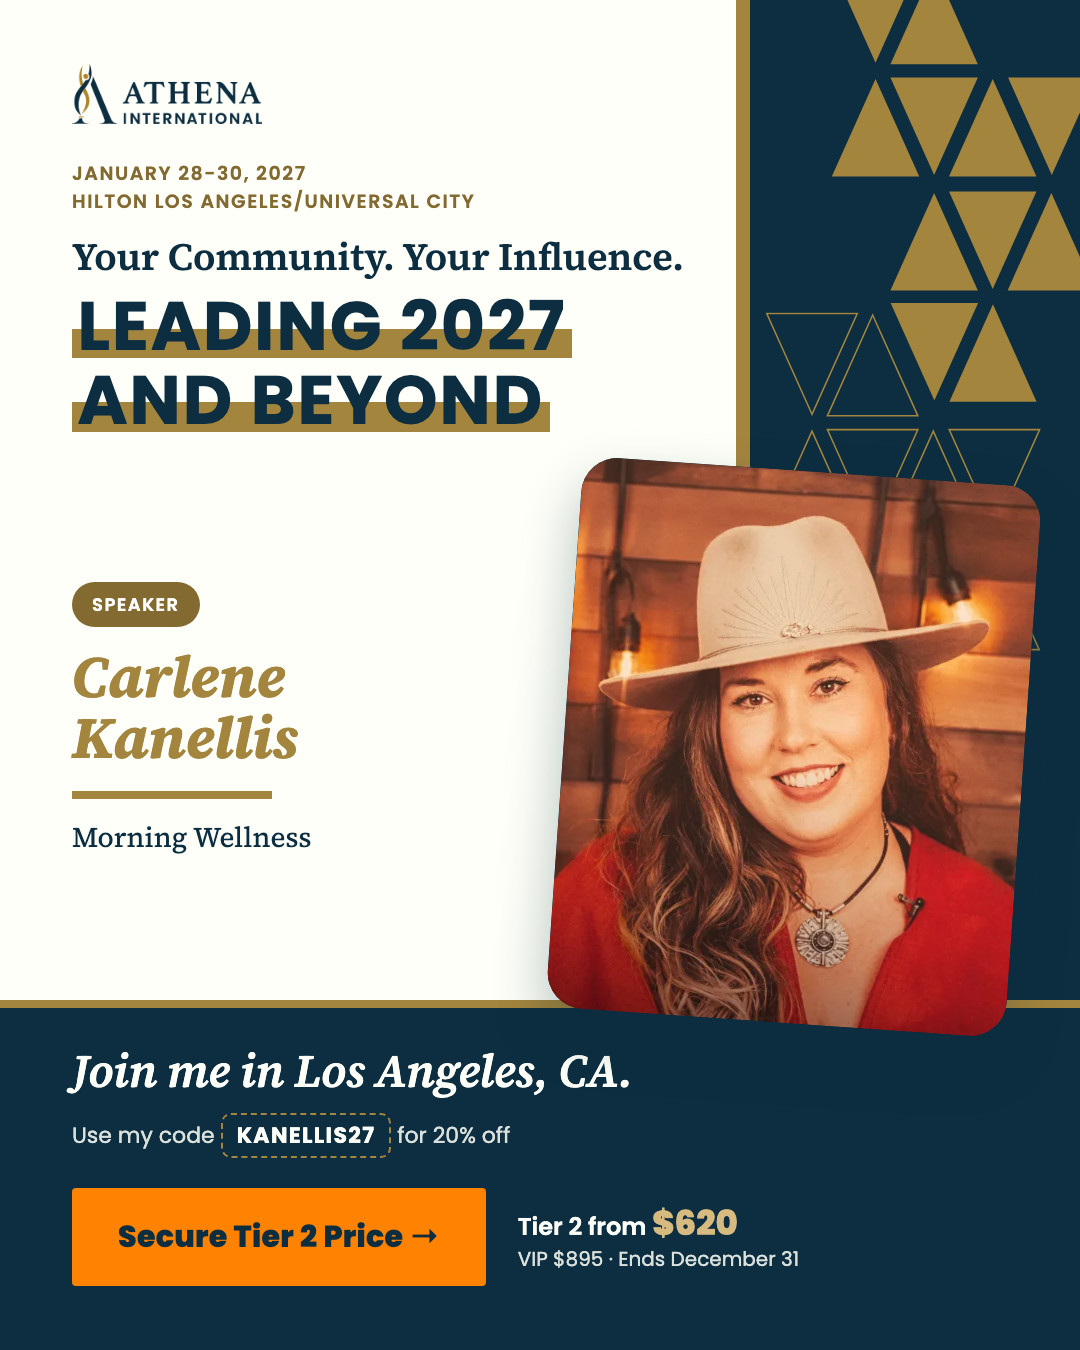 ATHENA
INTERNATIONAL
JANUARY 28-30, 2027
HILTON LOS ANGELES/UNIVERSAL CITY
Your Community. Your Influence.
LEADING 2027
AND BEYOND
SPEAKER
Carlene
Kanellis
Morning Wellness
Join me in Los Angeles, CA.
Use my code KANELLIS27 for 20% off
Secure Tier 2 Price →
Tier 2 from $620
VIP $895 · Ends December 31